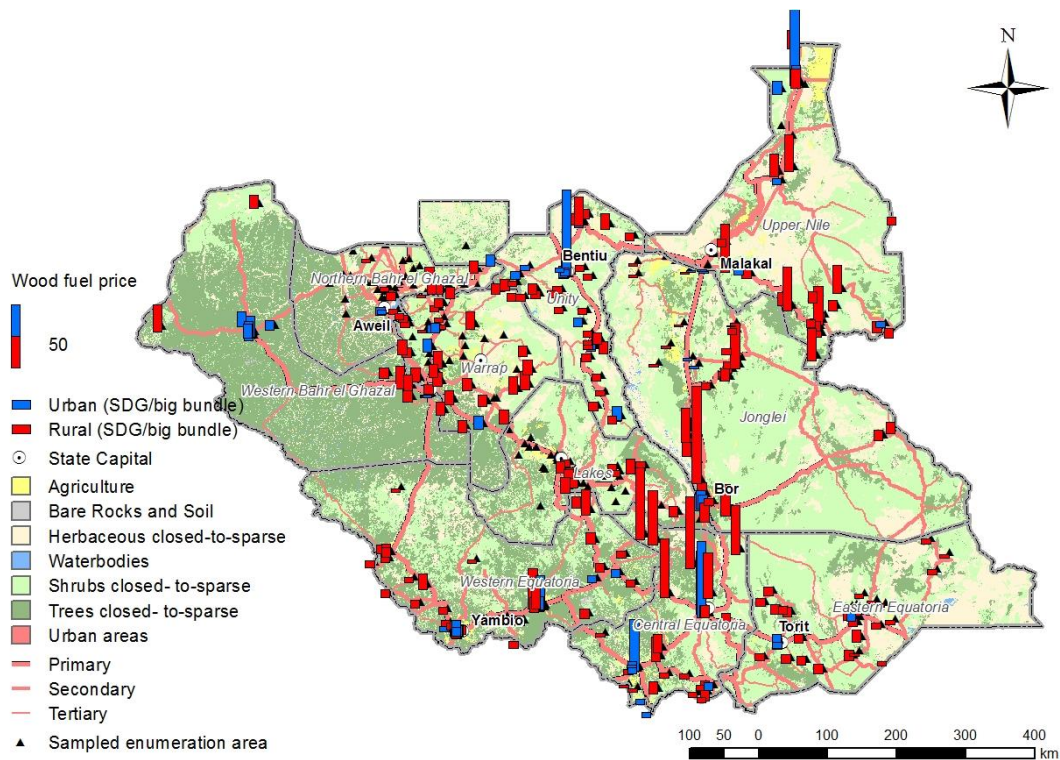 N
Upper Nile
Malakal
Bentiu
Northern Bahr el Ghazal
Unity
Aweil
Warrap
Western Bahr el Ghazal
Jonglei
Lakes
Bor
Western Equatoria
Yambio
Central Equatoria
Eastern Equatoria
Torit
Wood fuel price
50
Urban (SDG/big bundle)
Rural (SDG/big bundle)
State Capital
Agriculture
Bare Rocks and Soil
Herbaceous closed-to-sparse
Waterbodies
Shrubs closed- to-sparse
Trees closed- to-sparse
Urban areas
Primary
Secondary
Tertiary
Sampled enumeration area
100 50 0 100 200 300 400
km